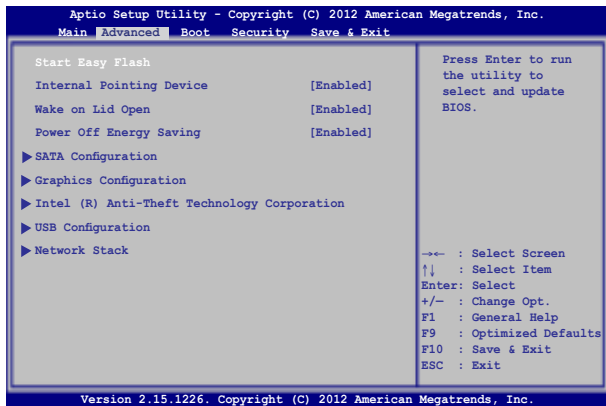 Aptio Setup Utility - Copyright (C) 2012 American Megatrends, Inc.
Main Advanced Boot Security Save & Exit
Start Easy Flash
Internal Pointing Device [Enabled]
Wake on Lid Open [Enabled]
Power Off Energy Saving [Enabled]
SATA Configuration
Graphics Configuration
Intel (R) Anti-Theft Technology Corporation
USB Configuration
Network Stack
Press Enter to run
the utility to
select and update
BIOS.
→← : Select Screen
↑↓ : Select Item
Enter: Select
+/— : Change Opt.
F1 : General Help
F9 : Optimized Defaults
F10 : Save & Exit
ESC : Exit
Version 2.15.1226. Copyright (C) 2012 American Megatrends, Inc.